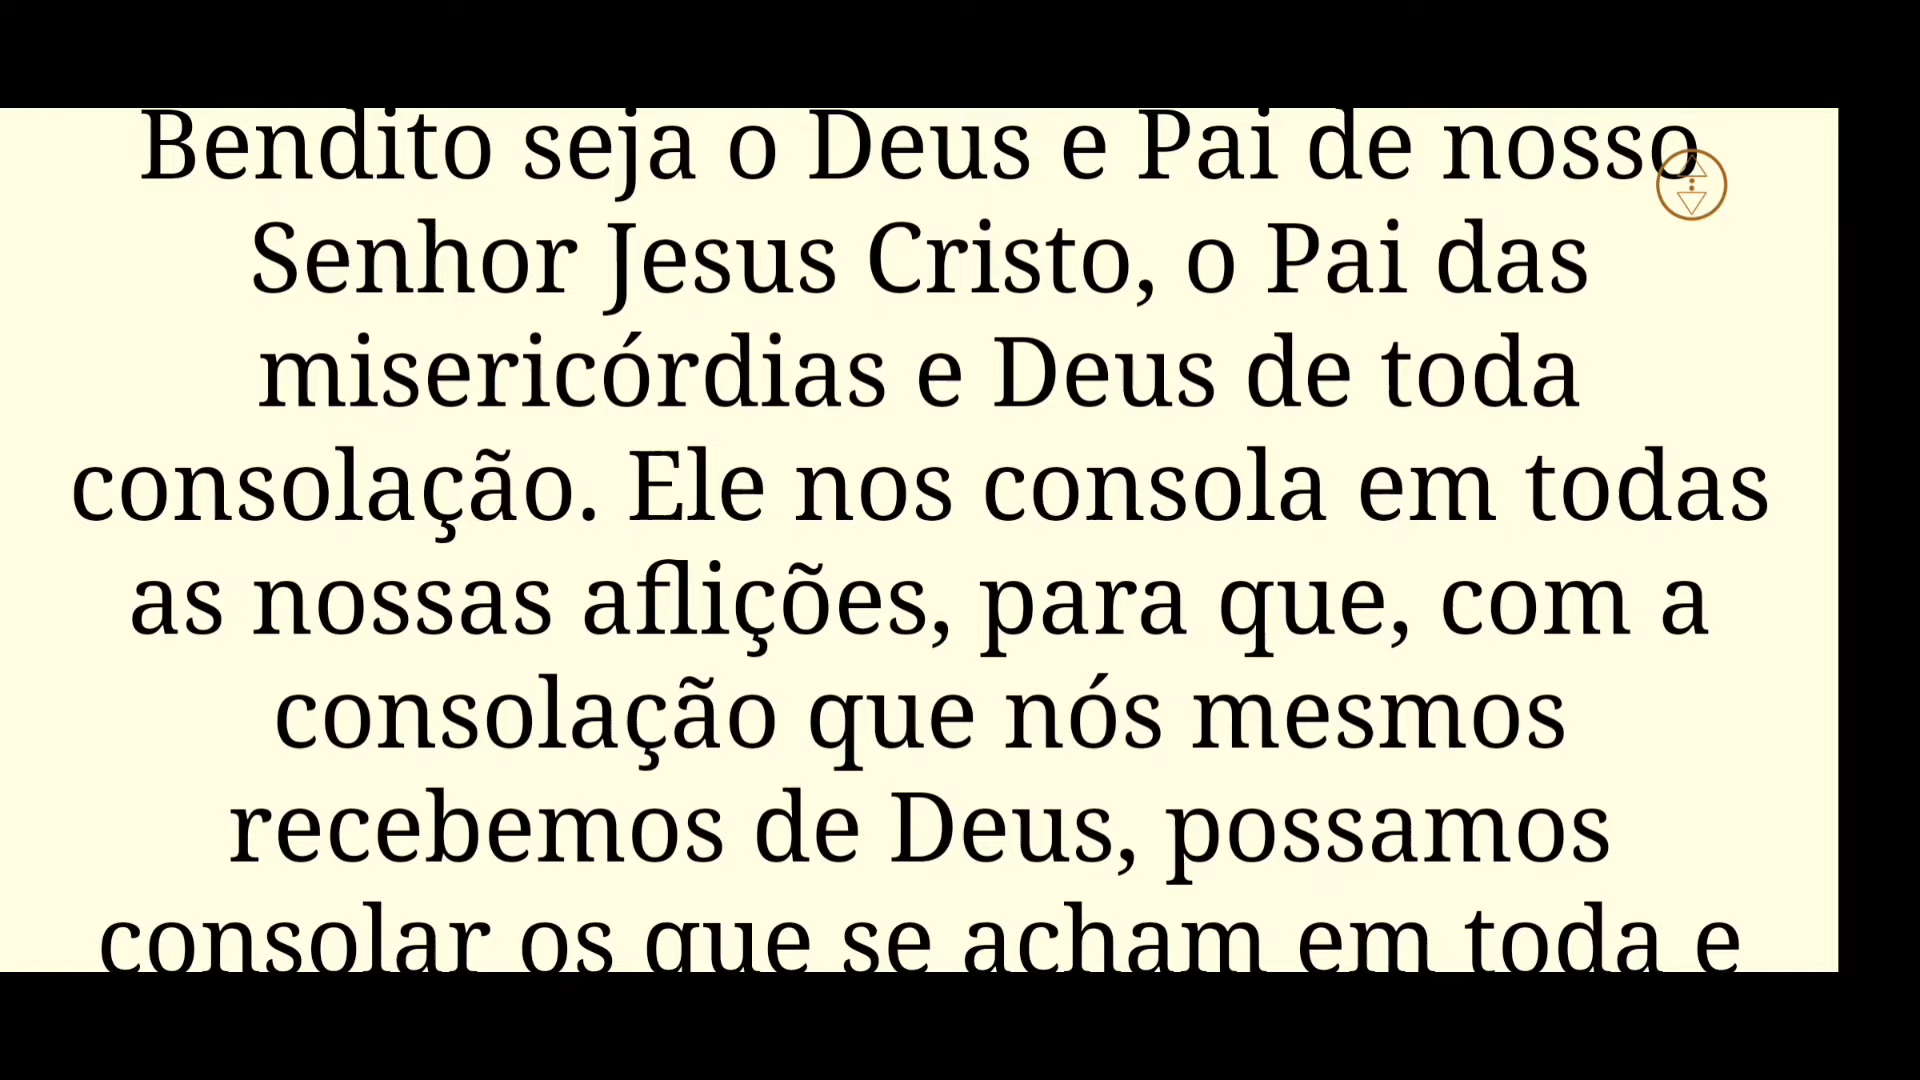 Bendito seja o Deus e Pai de nosso
Senhor Jesus Cristo, o Pai das
misericórdias e Deus de toda
consolação. Ele nos consola em todas
as nossas aflições, para que, com a
consolação que nós mesmos
recebemos de Deus, possamos
consolar os que se acham em toda e